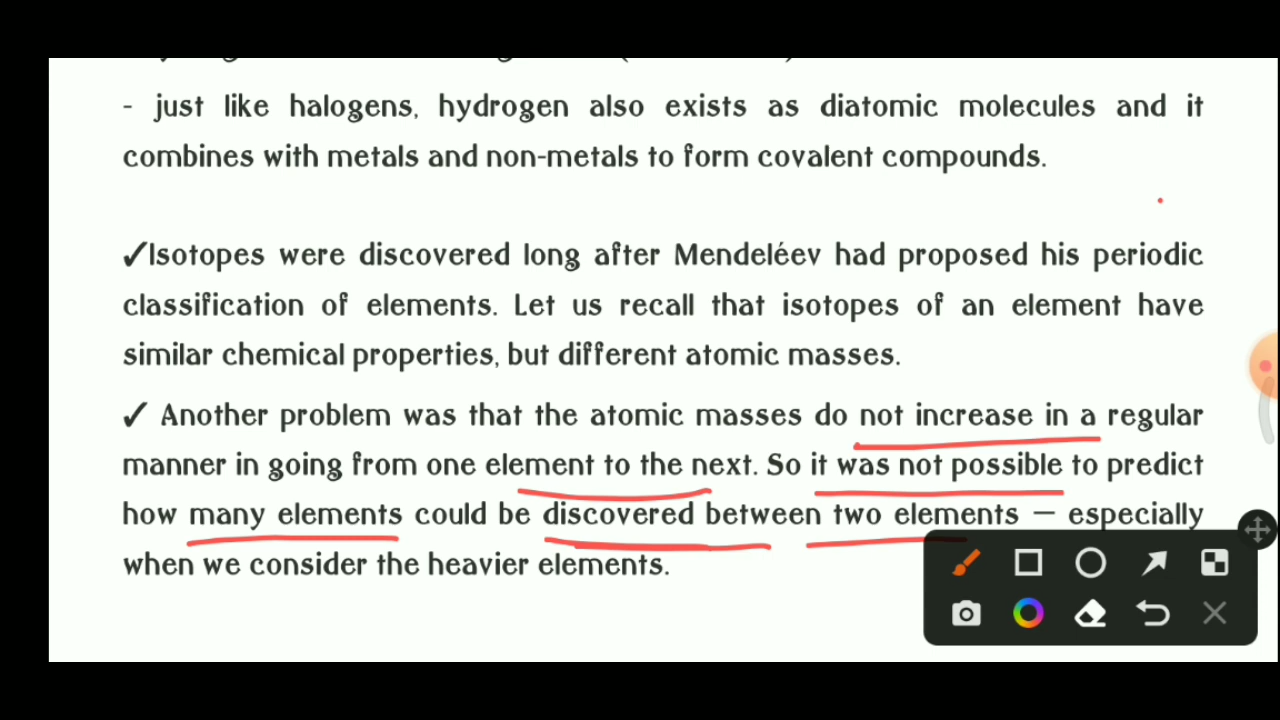 - just like halogens, hydrogen also exists as diatomic molecules and it
combines with metals and non-metals to form covalent compounds.
✓Isotopes were discovered long after Mendeléev had proposed his periodic
classification of elements. Let us recall that isotopes of an element have
similar chemical properties, but different atomic masses.
✓ Another problem was that the atomic masses do not increase in a regular
manner in going from one element to the next. So it was not possible to predict
how many elements could be discovered between two elements — especially
when we consider the heavier elements.